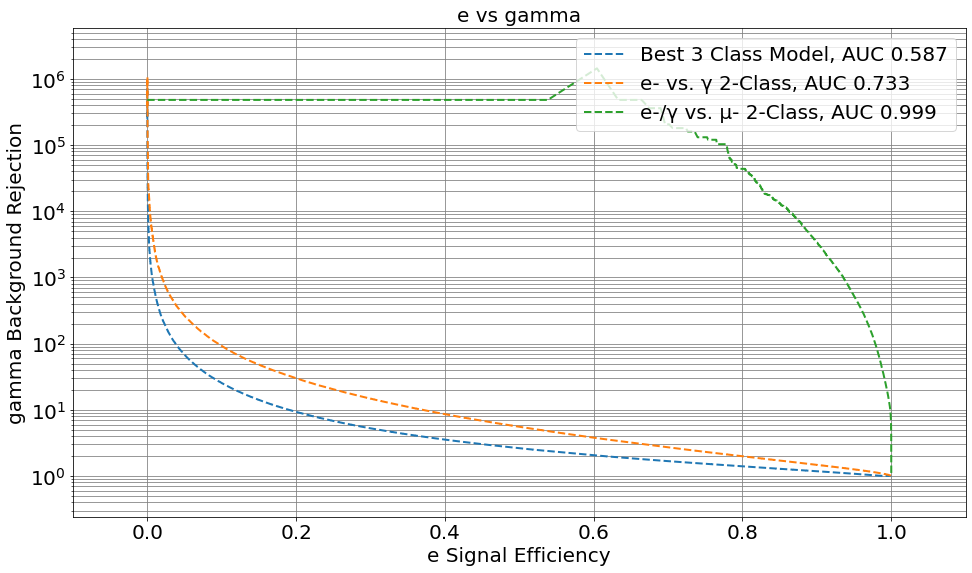 e vs gamma
Best 3 Class Model, AUC 0.587
e- vs. γ 2-Class, AUC 0.733
e-/γ vs. μ- 2-Class, AUC 0.999
gamma Background Rejection
10⁶
10⁵
10⁴
10³
10²
10¹
10⁰
0.0 0.2 0.4 0.6 0.8 1.0
e Signal Efficiency